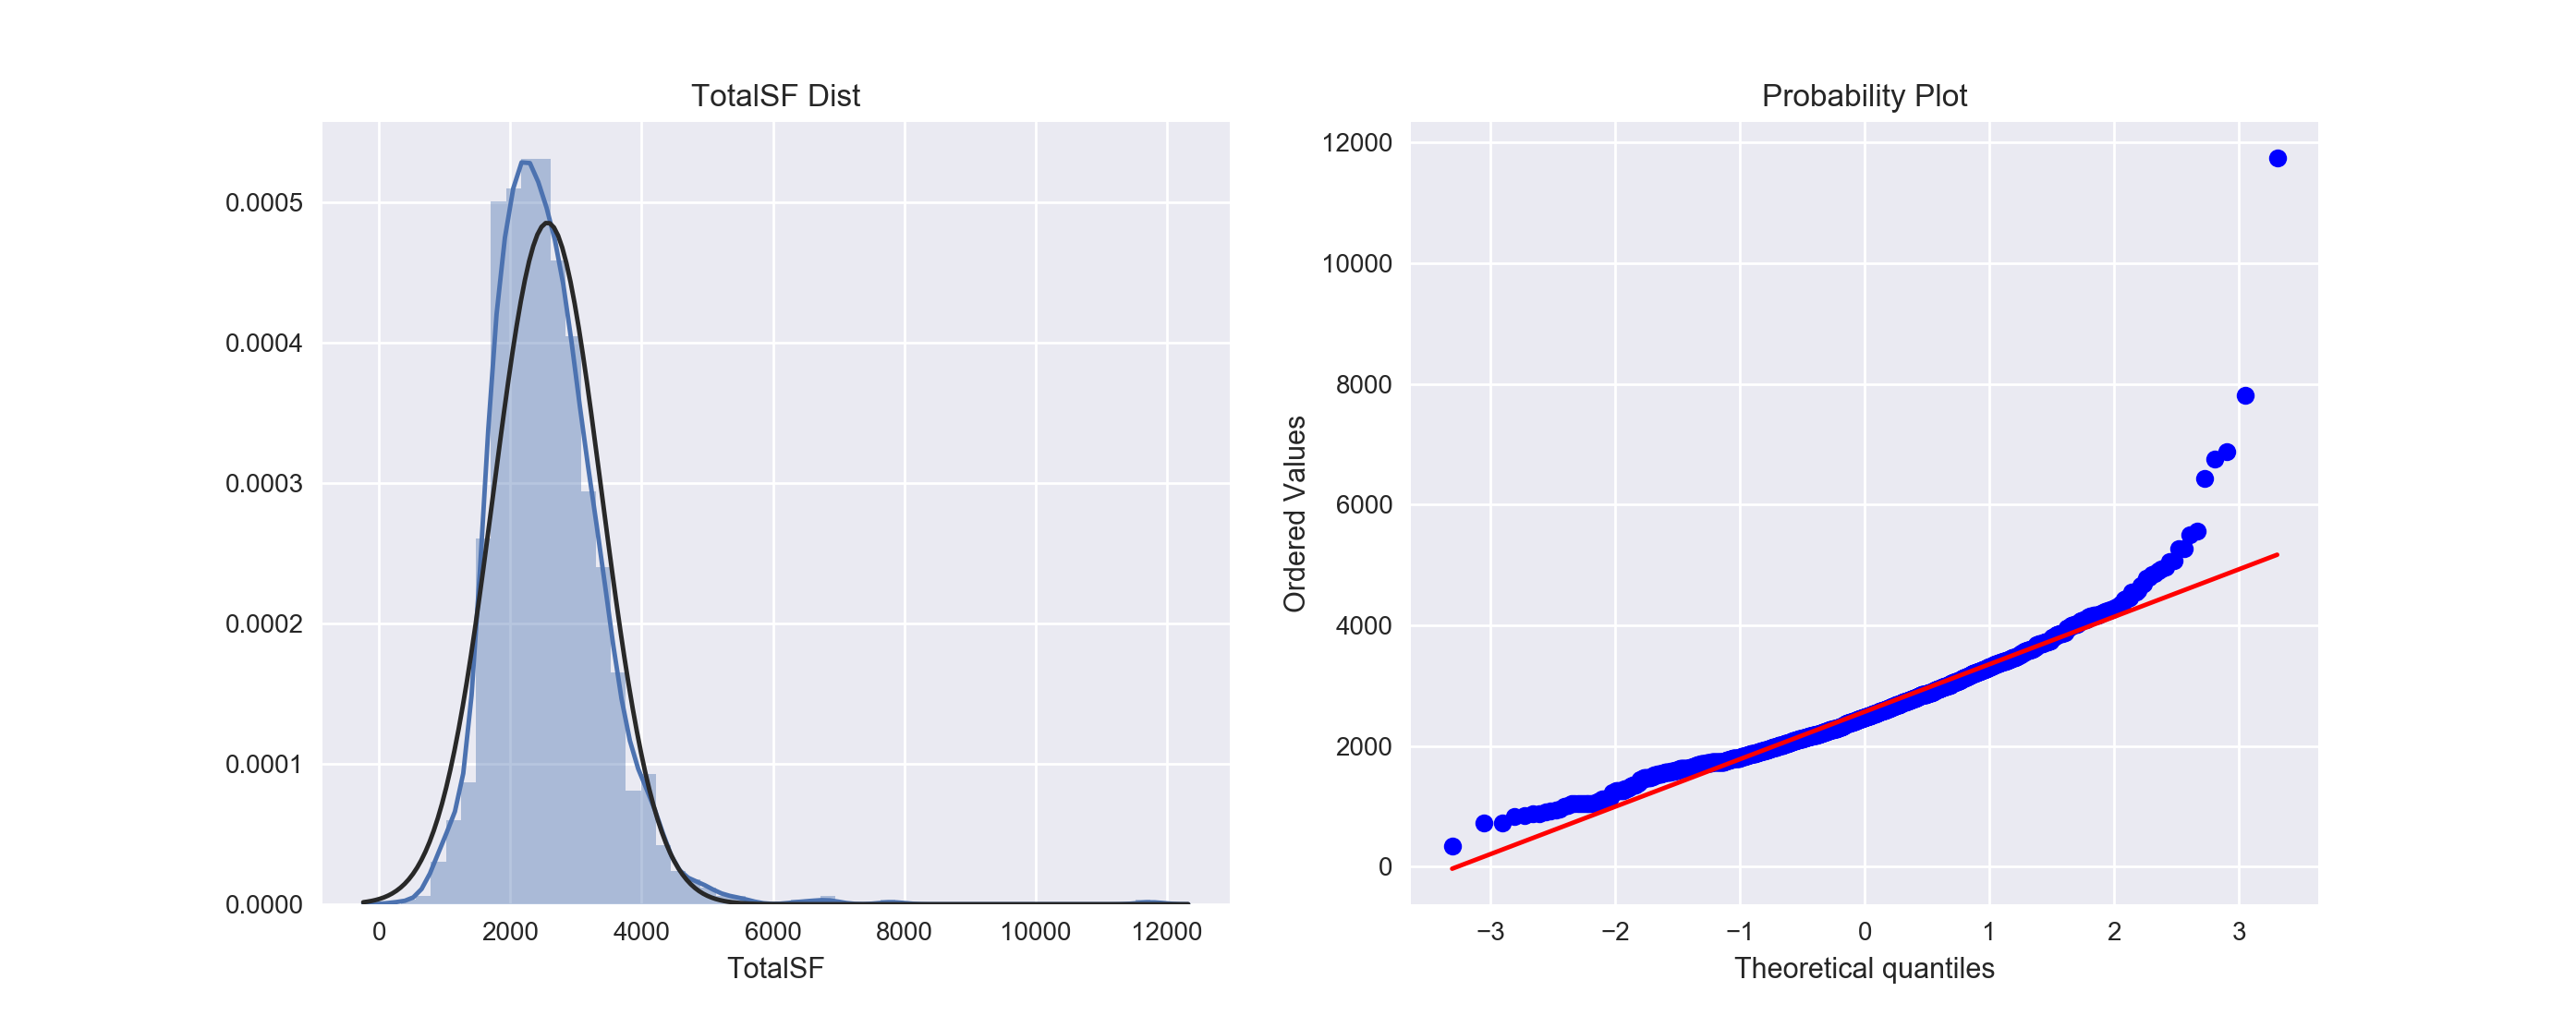 TotalSF Dist
0.0005
0.0004
0.0003
0.0002
0.0001
0.0000
0 2000 4000 6000 8000 10000 12000
TotalSF
Probability Plot
Ordered Values
12000
10000
8000
6000
4000
2000
0
−3 −2 −1 0 1 2 3
Theoretical quantiles